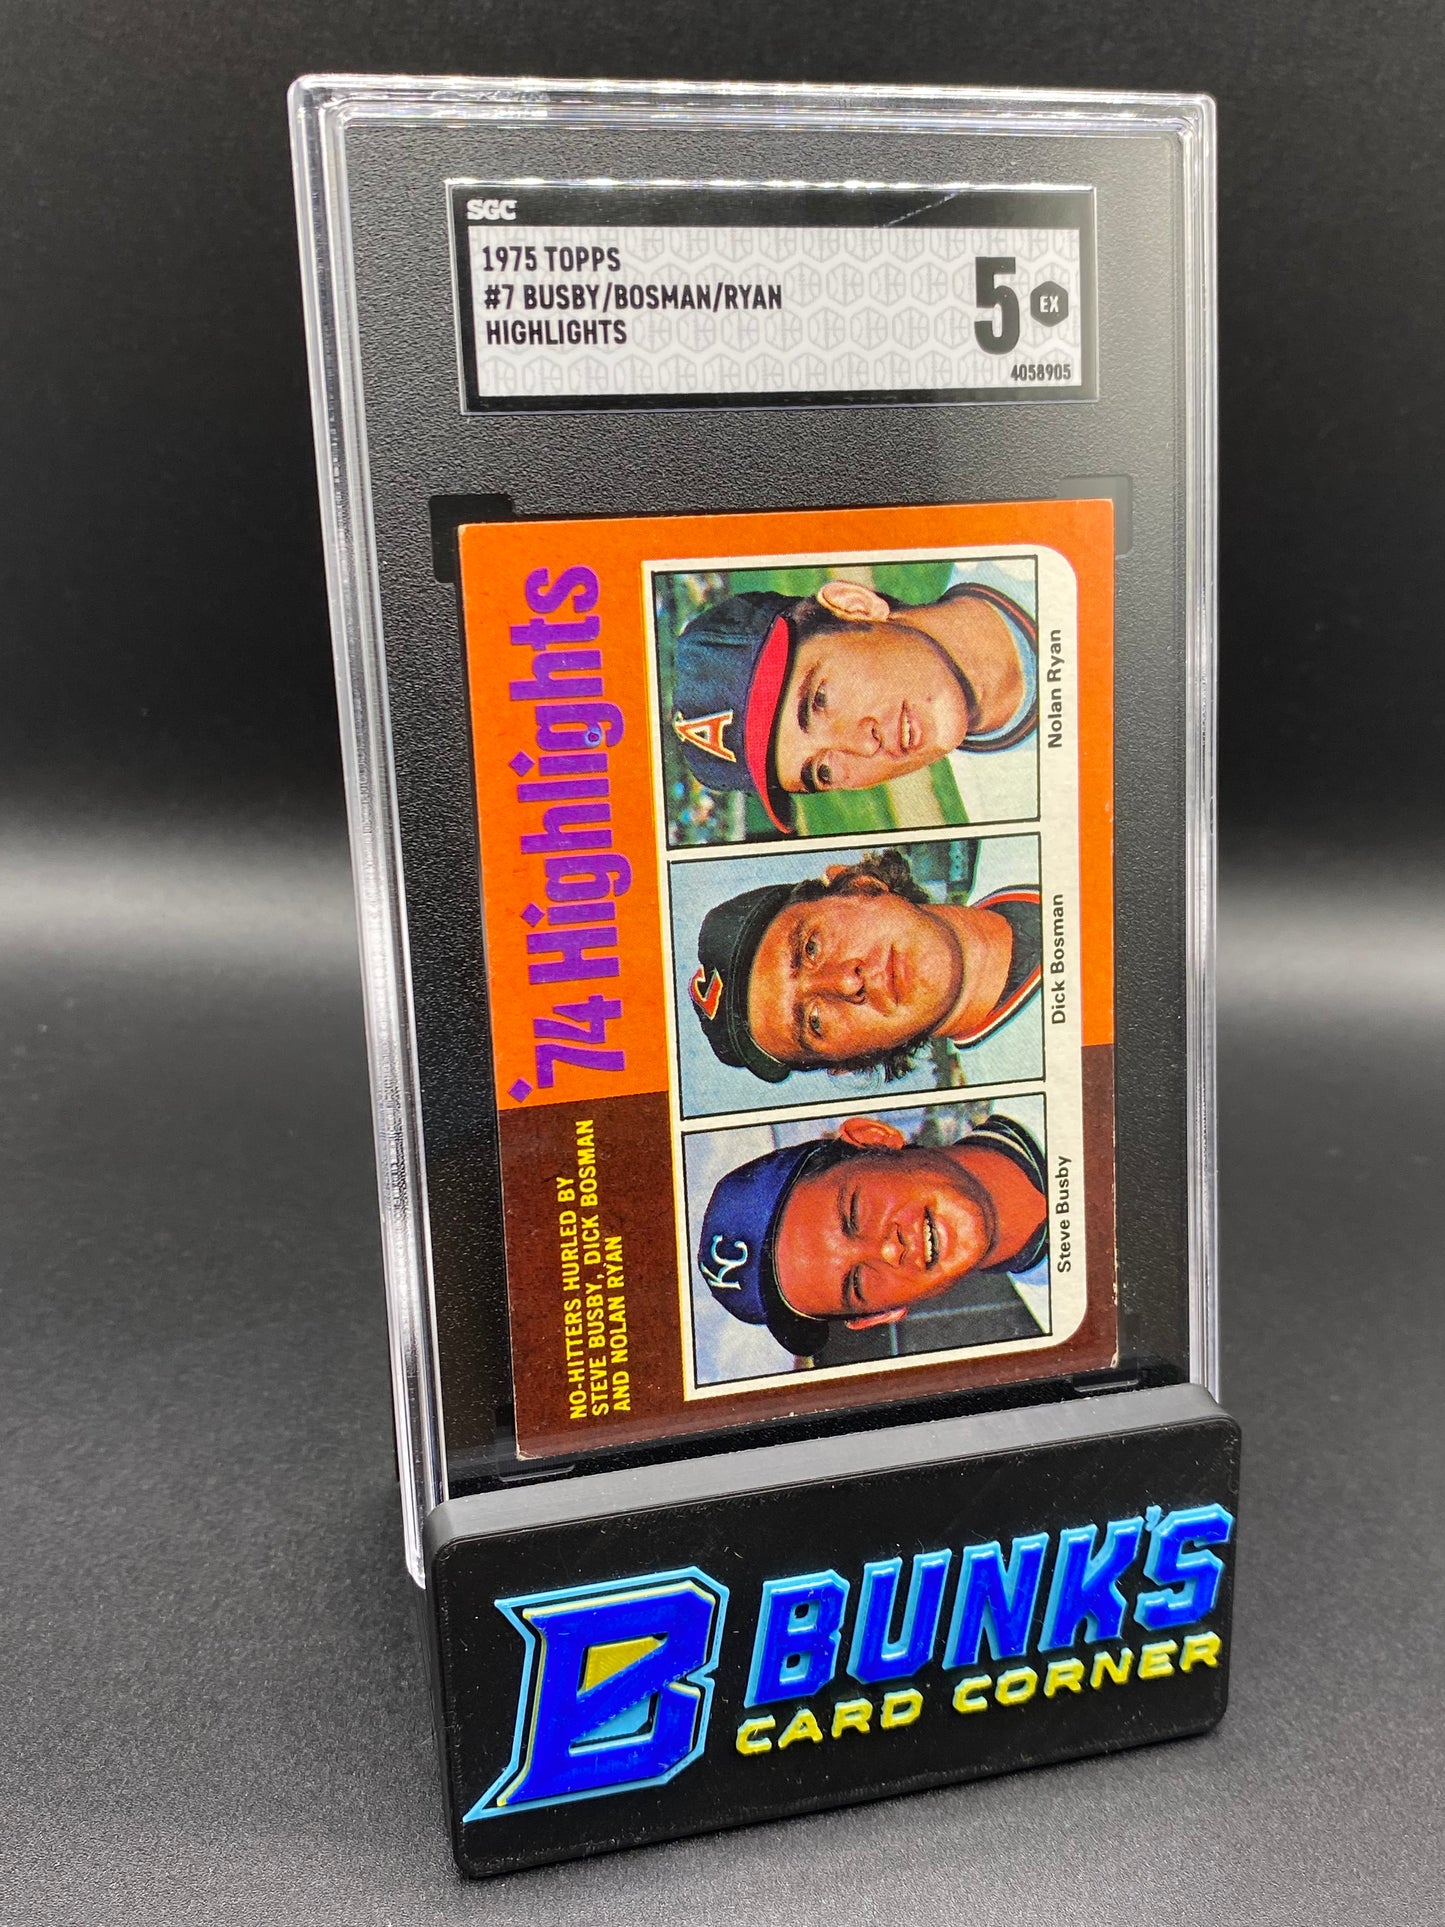 SGC
1975 TOPPS
#7 BUSBY/BOSMAN/RYAN
HIGHLIGHTS
5
EX
4058905
'74 Highlights
NO-HITTERS HURLED BY
STEVE BUSBY, DICK BOSMAN
AND NOLAN RYAN
KC
Steve Busby
C
Dick Bosman
A
Nolan Ryan
B
BUNK'S
CARD CORNER